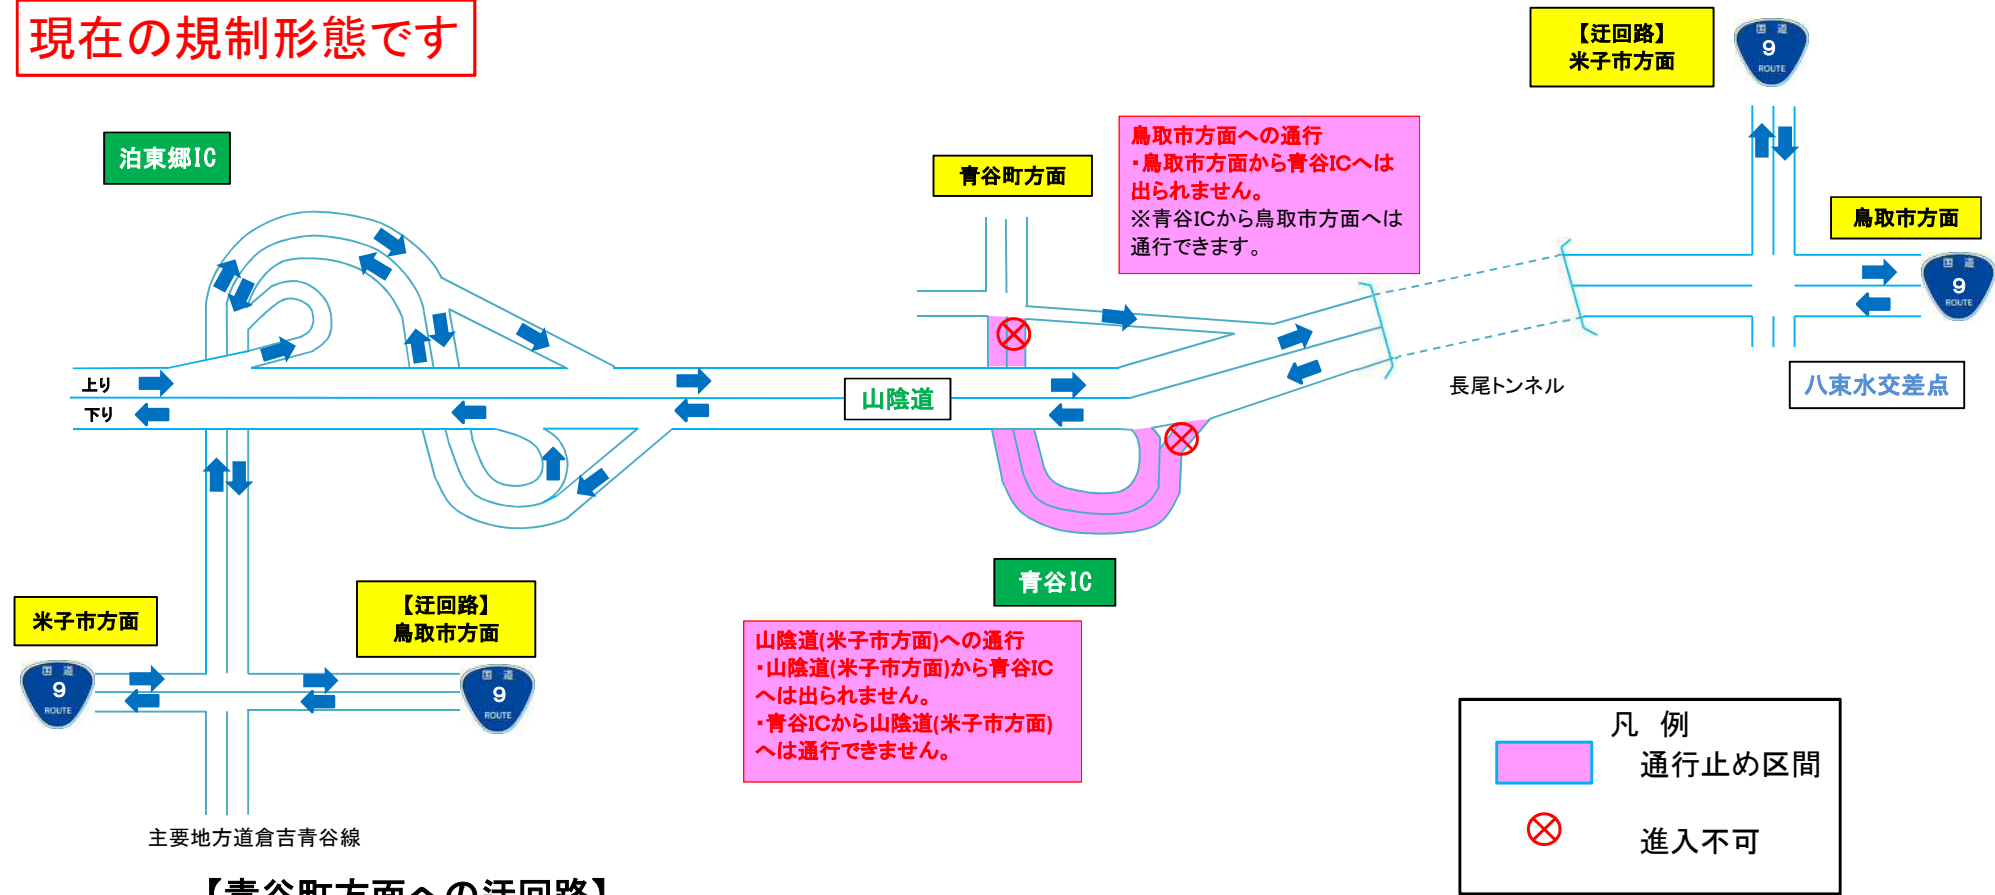 現在の規制形態です
【迂回路】
米子市方面
国道
9
ROUTE
泊東郷IC
青谷町方面
鳥取市方面への通行
・鳥取市方面から青谷ICへは
出られません。
※青谷ICから鳥取市方面へは
通行できます。
鳥取市方面
国道
9
ROUTE
上り
下り
山陰道
長尾トンネル
八束水交差点
青谷IC
米子市方面
国道
9
ROUTE
【迂回路】
鳥取市方面
国道
9
ROUTE
山陰道(米子市方面)への通行
・山陰道(米子市方面)から青谷IC
へは出られません。
・青谷ICから山陰道(米子市方面)
へは通行できません。
凡 例
通行止め区間
進入不可
主要地方道倉吉青谷線
【青谷町方面への迂回路】